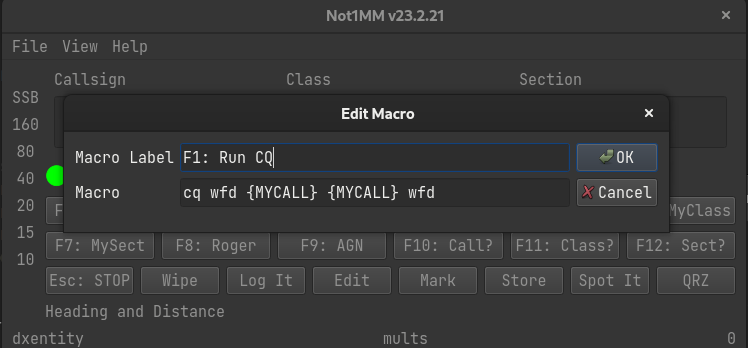 Not1MM v23.2.21 ×
File View Help
Callsign Class Section
SSB
160
80
40
20
15
10
Edit Macro ×
Macro Label F1: Run CQ OK
Macro cq wfd {MYCALL} {MYCALL} wfd Cancel
MyClass
F7: MySect F8: Roger F9: AGN F10: Call? F11: Class? F12: Sect?
Esc: STOP Wipe Log It Edit Mark Store Spot It QRZ
Heading and Distance
dxentity mults 0